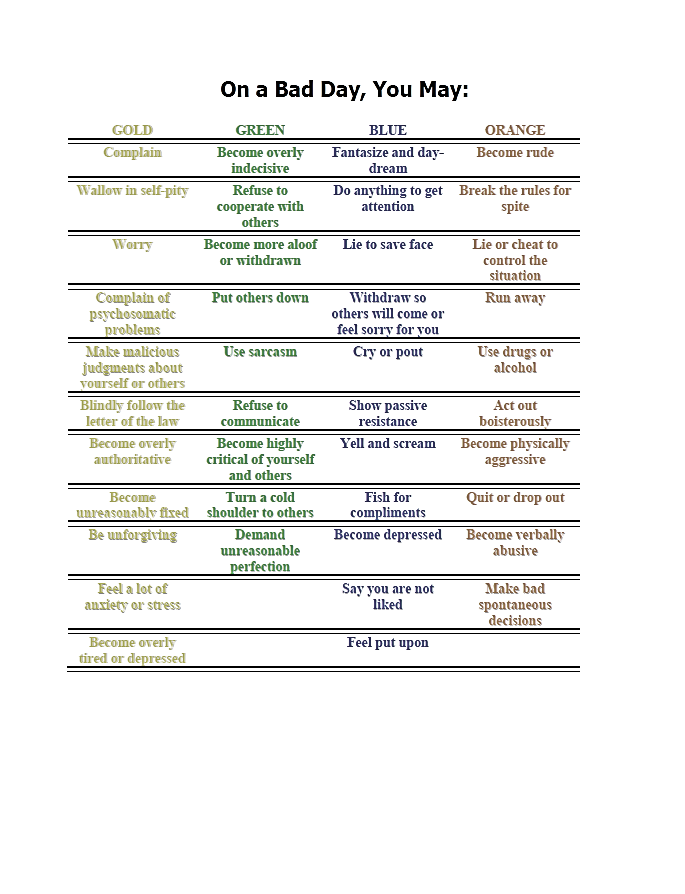 On a Bad Day, You May:
GOLD GREEN BLUE ORANGE
Complain Become overly Fantasize and day- Become rude
indecisive dream
Wallow in self-pity Refuse to Do anything to get Break the rules for
cooperate with attention spite
others
Worry Become more aloof Lie to save face Lie or cheat to
or withdrawn control the
situation
Complain of Put others down Withdraw so Run away
psychosomatic others will come or
problems feel sorry for you
Make malicious Use sarcasm Cry or pout Use drugs or
judgments about alcohol
yourself or others
Blindly follow the Refuse to Show passive Act out
letter of the law communicate resistance boisterously
Become overly Become highly Yell and scream Become physically
authoritative critical of yourself aggressive
and others
Become Turn a cold Fish for Quit or drop out
unreasonably fixed shoulder to others compliments
Be unforgiving Demand Become depressed Become verbally
unreasonable abusive
perfection
Feel a lot of Say you are not Make bad
anxiety or stress liked spontaneous
decisions
Become overly Feel put upon
tired or depressed